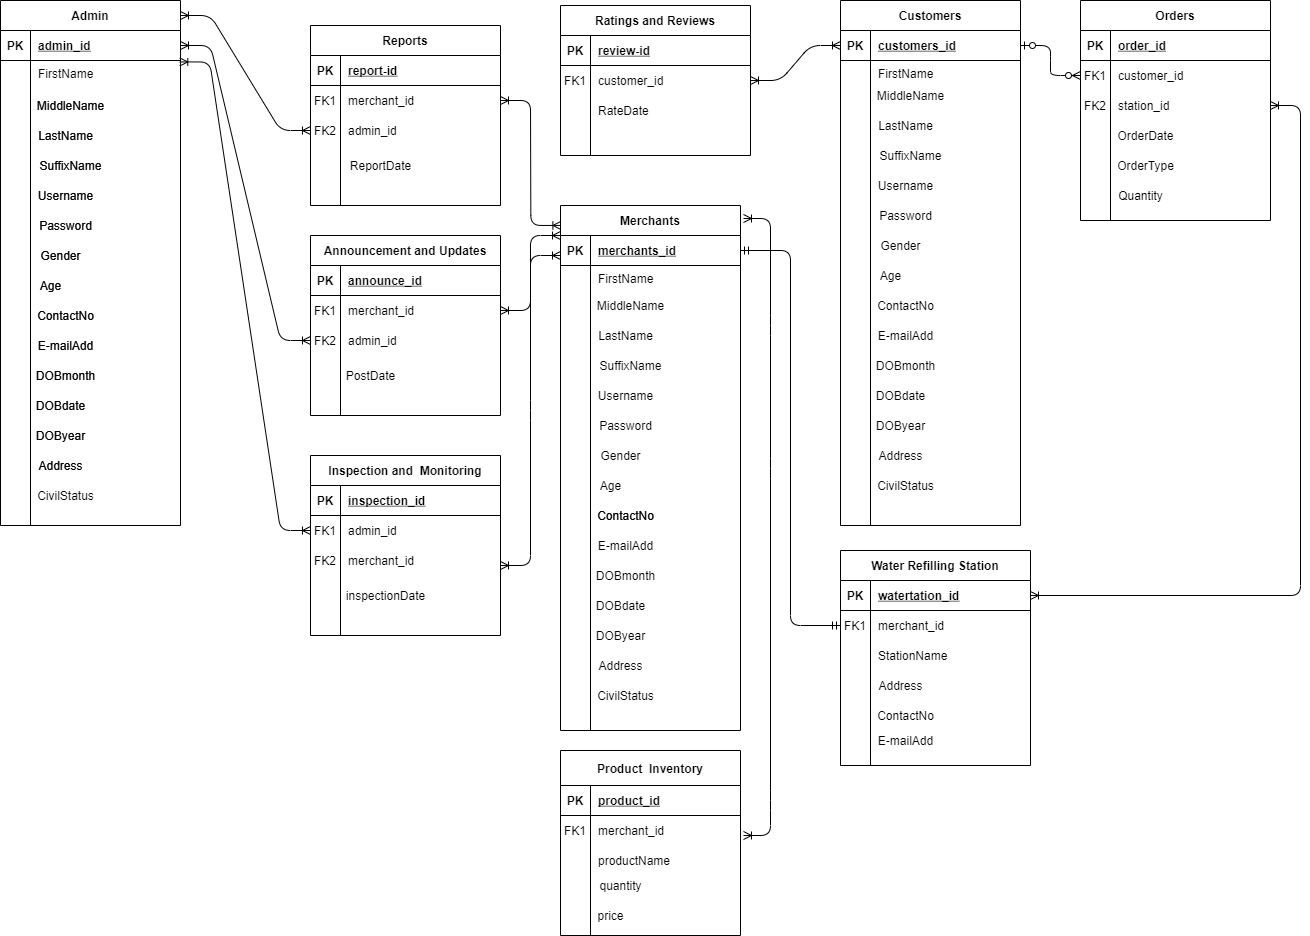 Admin
PK admin_id
FirstName
MiddleName
LastName
SuffixName
Username
Password
Gender
Age
ContactNo
E-mailAdd
DOBmonth
DOBdate
DOByear
Address
CivilStatus
Reports
PK report-id
FK1 merchant_id
FK2 admin_id
ReportDate
Announcement and Updates
PK announce_id
FK1 merchant_id
FK2 admin_id
PostDate
Inspection and Monitoring
PK inspection_id
FK1 admin_id
FK2 merchant_id
inspectionDate
Ratings and Reviews
PK review-id
FK1 customer_id
RateDate
Merchants
PK merchants_id
FirstName
MiddleName
LastName
SuffixName
Username
Password
Gender
Age
ContactNo
E-mailAdd
DOBmonth
DOBdate
DOByear
Address
CivilStatus
Product Inventory
PK product_id
FK1 merchant_id
productName
quantity
price
Customers
PK customers_id
FirstName
MiddleName
LastName
SuffixName
Username
Password
Gender
Age
ContactNo
E-mailAdd
DOBmonth
DOBdate
DOByear
Address
CivilStatus
Water Refilling Station
PK watertation_id
FK1 merchant_id
StationName
Address
ContactNo
E-mailAdd
Orders
PK order_id
FK1 customer_id
FK2 station_id
OrderDate
OrderType
Quantity